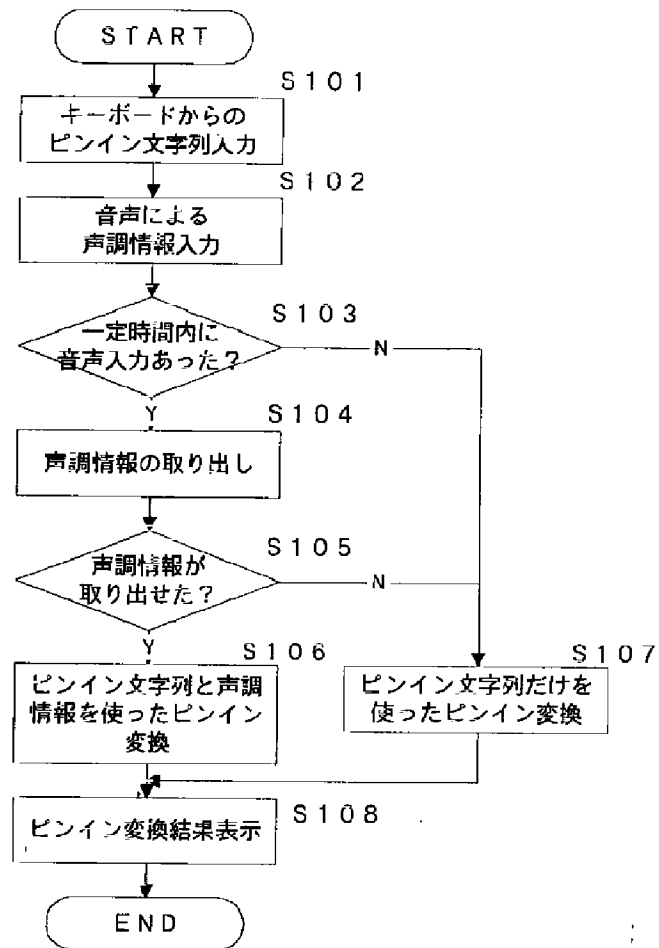 START
S101
キーボードからの
ピンイン文字列入力
S102
音声による
声調情報入力
S103
一定時間内に
音声入力あった？
N
Y
S104
声調情報の取り出し
S105
声調情報が
取り出せた？
N
Y
S106
ピンイン文字列と声調
情報を使ったピンイン
変換
S107
ピンイン文字列だけを
使ったピンイン変換
S108
ピンイン変換結果表示
END